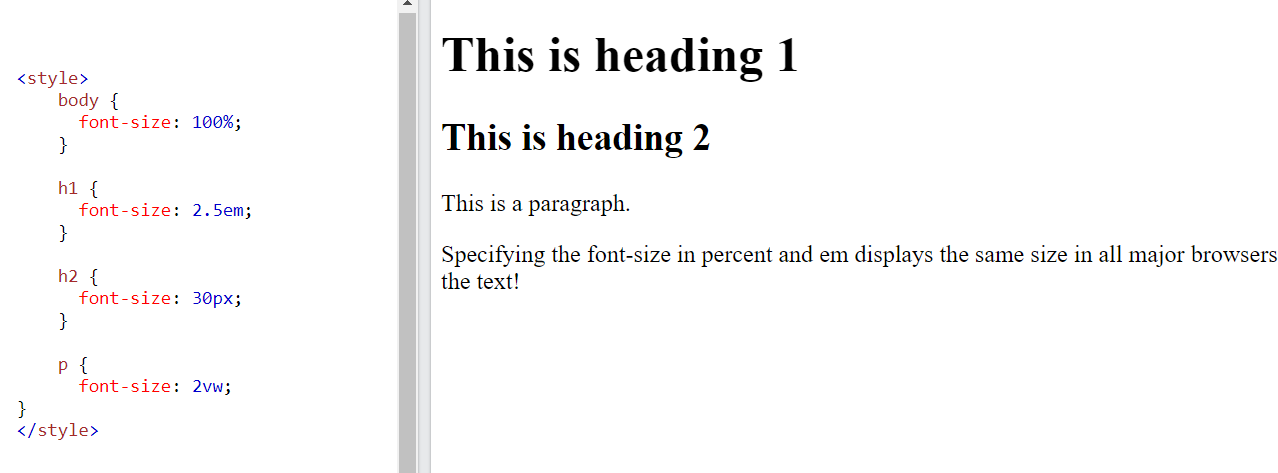 <style>
body {
font-size: 100%;
}
h1 {
font-size: 2.5em;
}
h2 {
font-size: 30px;
}
p {
font-size: 2vw;
}
</style>
This is heading 1
This is heading 2
This is a paragraph.
Specifying the font-size in percent and em displays the same size in all major browsers
the text!